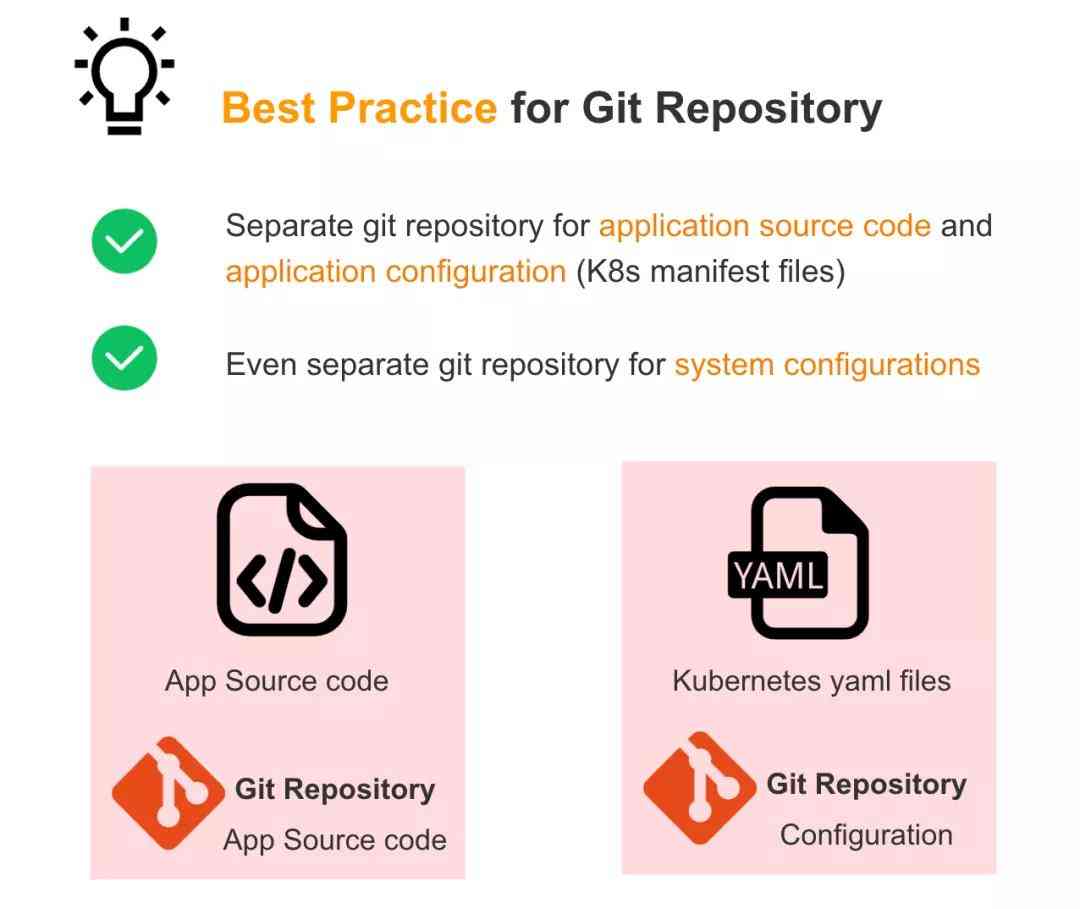 Best Practice for Git Repository
Separate git repository for application source code and
application configuration (K8s manifest files)
Even separate git repository for system configurations
</>
App Source code
Git Repository
App Source code
YAML
Kubernetes yaml files
Git Repository
Configuration